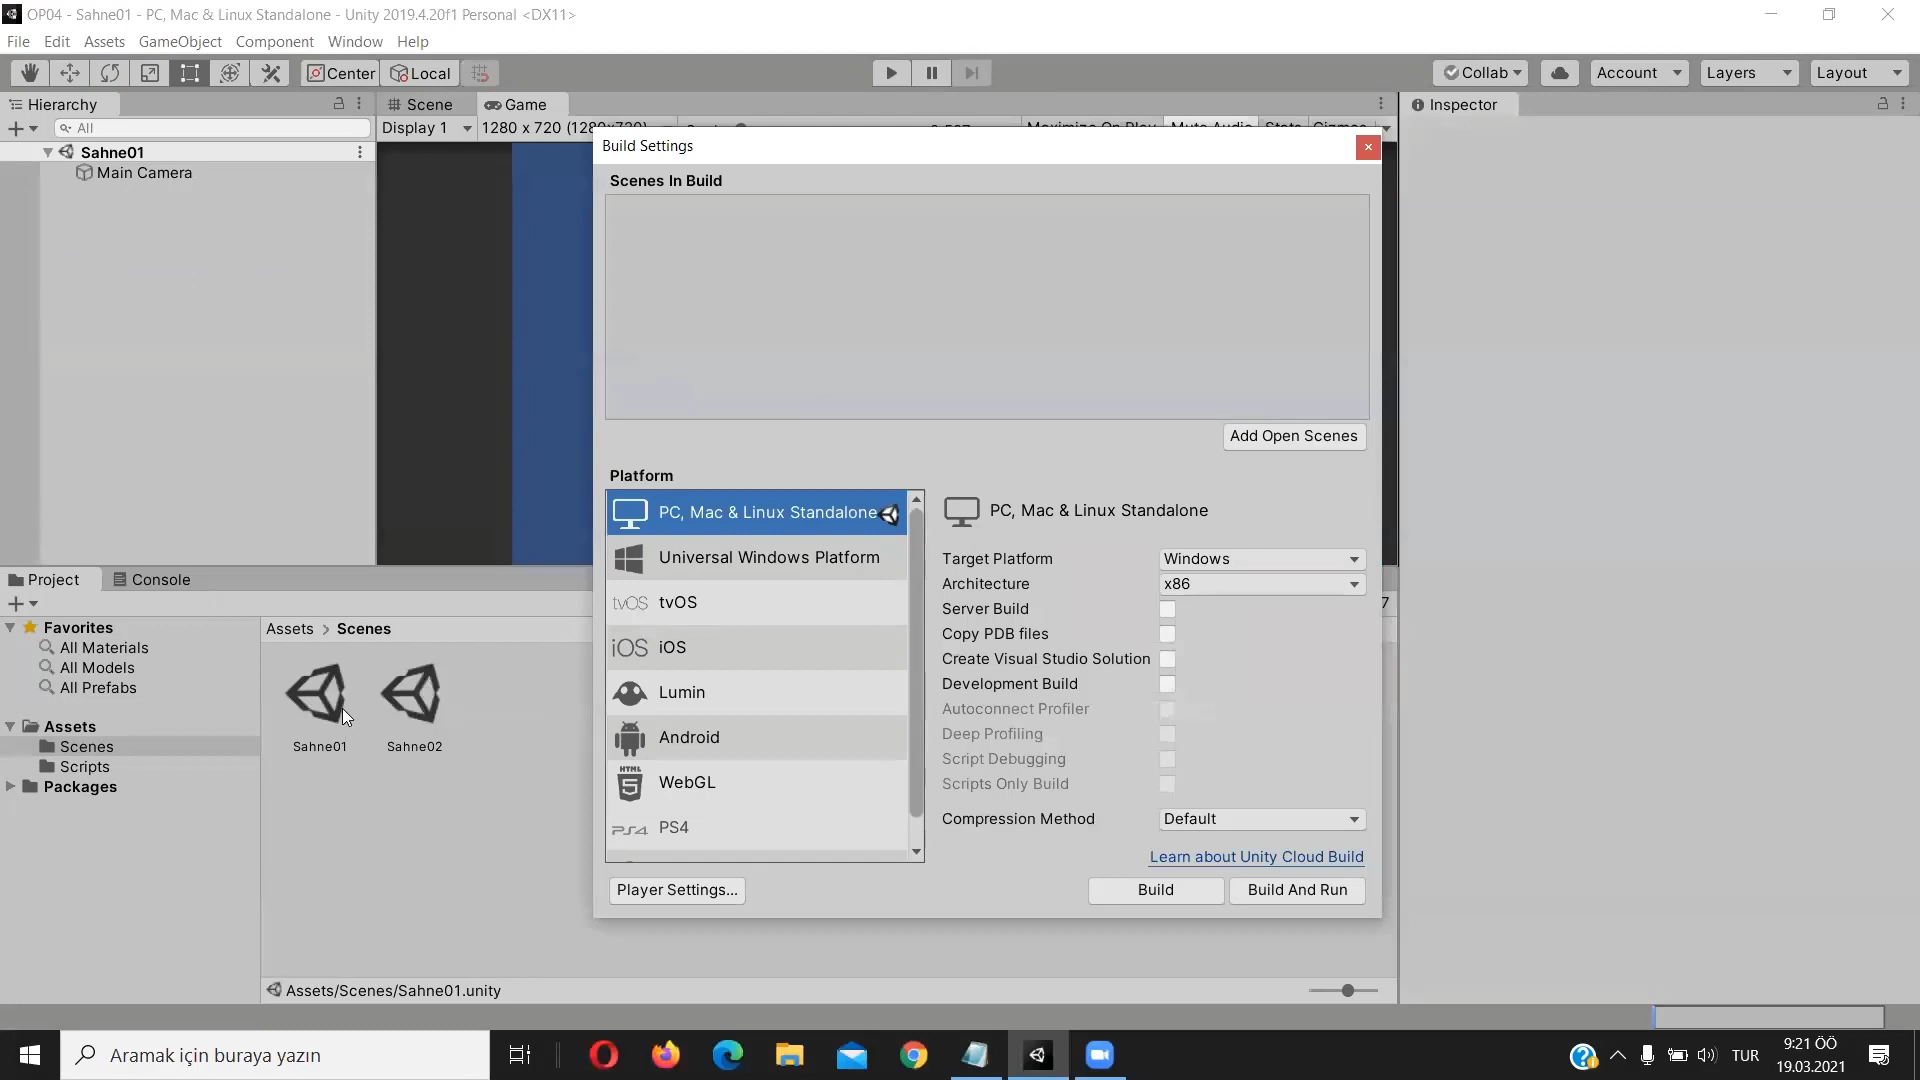 OP04 - Sahne01 - PC, Mac & Linux Standalone - Unity 2019.4.20f1 Personal <DX11>
File Edit Assets GameObject Component Window Help
Center Local Collab Account Layers Layout
Hierarchy
All
Sahne01
Main Camera
Scene Game
Display 1 1280 x 720
Inspector
Build Settings
Scenes In Build
Add Open Scenes
Platform
PC, Mac & Linux Standalone
Universal Windows Platform
tvOS tvOS
iOS iOS
Lumin
Android
HTML 5 WebGL
PS4 PS4
PC, Mac & Linux Standalone
Target Platform Windows
Architecture x86
Server Build
Copy PDB files
Create Visual Studio Solution
Development Build
Autoconnect Profiler
Deep Profiling
Script Debugging
Scripts Only Build
Compression Method Default
Learn about Unity Cloud Build
Player Settings... Build Build And Run
Project Console
Favorites
All Materials
All Models
All Prefabs
Assets
Scenes
Scripts
Packages
Assets > Scenes
Sahne01 Sahne02
Assets/Scenes/Sahne01.unity
Aramak için buraya yazın
TUR
9:21 ÖÖ
19.03.2021